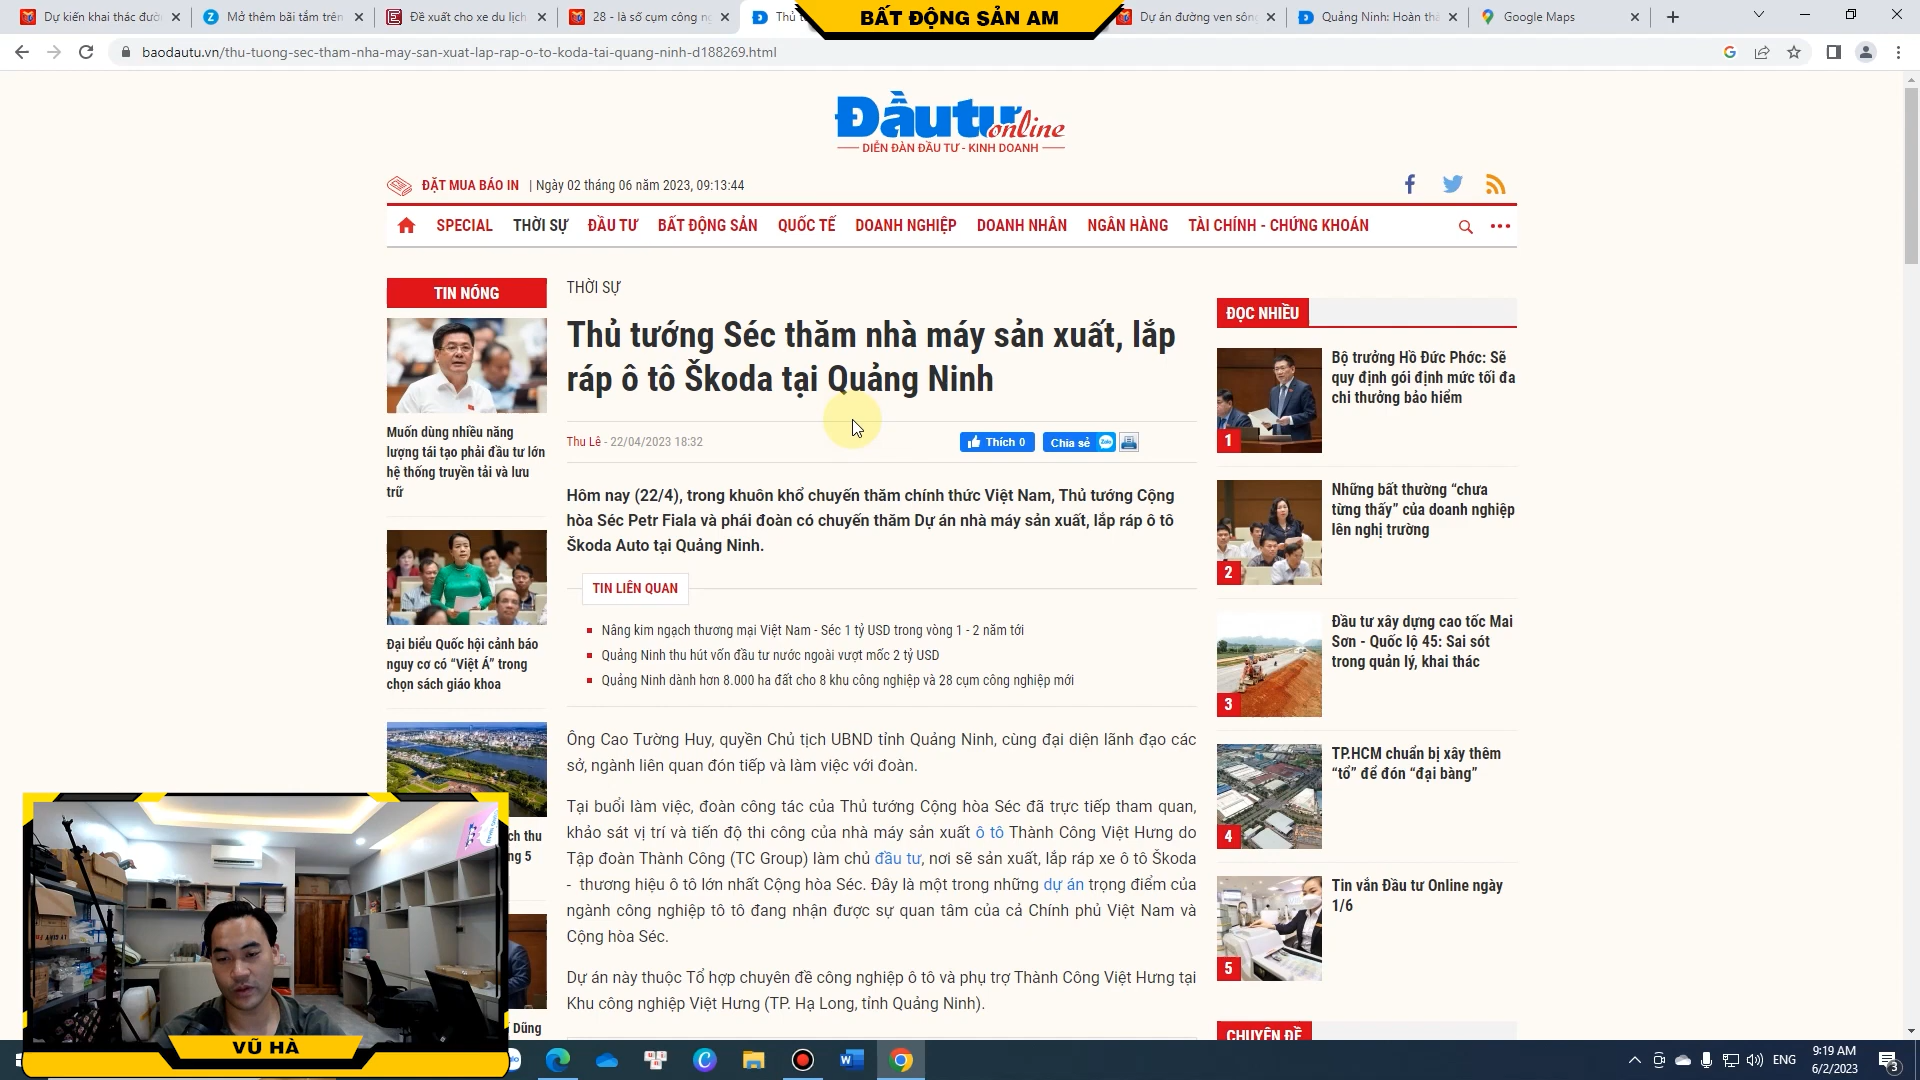 Dự kiến khai thác đườ
Mở thêm bãi tắm trên
Đề xuất cho xe du lịch
28 - là số cụm công ng
BẤT ĐỘNG SẢN AM
Dự án đường ven sông
Quảng Ninh: Hoàn thà
Google Maps
baodautu.vn/thu-tuong-sec-tham-nha-may-san-xuat-lap-rap-o-to-koda-tai-quang-ninh-d188269.html
Đầu tư online
DIỄN ĐÀN ĐẦU TƯ - KINH DOANH
ĐẶT MUA BÁO IN | Ngày 02 tháng 06 năm 2023, 09:13:44
SPECIAL THỜI SỰ ĐẦU TƯ BẤT ĐỘNG SẢN QUỐC TẾ DOANH NGHIỆP DOANH NHÂN NGÂN HÀNG TÀI CHÍNH - CHỨNG KHOÁN
TIN NÓNG
Muốn dùng nhiều năng
lượng tái tạo phải đầu tư lớn
hệ thống truyền tải và lưu
trữ
Đại biểu Quốc hội cảnh báo
nguy cơ có “Việt Á” trong
chọn sách giáo khoa
ch thu
ng 5
Dũng
THỜI SỰ
Thủ tướng Séc thăm nhà máy sản xuất, lắp
ráp ô tô Škoda tại Quảng Ninh
Thu Lê - 22/04/2023 18:32
Thích 0
Chia sẻ
Hôm nay (22/4), trong khuôn khổ chuyến thăm chính thức Việt Nam, Thủ tướng Cộng
hòa Séc Petr Fiala và phái đoàn có chuyến thăm Dự án nhà máy sản xuất, lắp ráp ô tô
Škoda Auto tại Quảng Ninh.
TIN LIÊN QUAN
Nâng kim ngạch thương mại Việt Nam - Séc 1 tỷ USD trong vòng 1 - 2 năm tới
Quảng Ninh thu hút vốn đầu tư nước ngoài vượt mốc 2 tỷ USD
Quảng Ninh dành hơn 8.000 ha đất cho 8 khu công nghiệp và 28 cụm công nghiệp mới
Ông Cao Tường Huy, quyền Chủ tịch UBND tỉnh Quảng Ninh, cùng đại diện lãnh đạo các
sở, ngành liên quan đón tiếp và làm việc với đoàn.
Tại buổi làm việc, đoàn công tác của Thủ tướng Cộng hòa Séc đã trực tiếp tham quan,
khảo sát vị trí và tiến độ thi công của nhà máy sản xuất ô tô Thành Công Việt Hưng do
Tập đoàn Thành Công (TC Group) làm chủ đầu tư, nơi sẽ sản xuất, lắp ráp xe ô tô Škoda
- thương hiệu ô tô lớn nhất Cộng hòa Séc. Đây là một trong những dự án trọng điểm của
ngành công nghiệp tô tô đang nhận được sự quan tâm của cả Chính phủ Việt Nam và
Cộng hòa Séc.
Dự án này thuộc Tổ hợp chuyên đề công nghiệp ô tô và phụ trợ Thành Công Việt Hưng tại
Khu công nghiệp Việt Hưng (TP. Hạ Long, tỉnh Quảng Ninh).
ĐỌC NHIỀU
1
Bộ trưởng Hồ Đức Phớc: Sẽ
quy định gói định mức tối đa
chi thưởng bảo hiểm
2
Những bất thường “chưa
từng thấy” của doanh nghiệp
lên nghị trường
3
Đầu tư xây dựng cao tốc Mai
Sơn - Quốc lộ 45: Sai sót
trong quản lý, khai thác
4
TP.HCM chuẩn bị xây thêm
“tổ” để đón “đại bàng”
5
Tin vắn Đầu tư Online ngày
1/6
CHUYÊN ĐỀ
VŨ HÀ
ENG
9:19 AM
6/2/2023
3